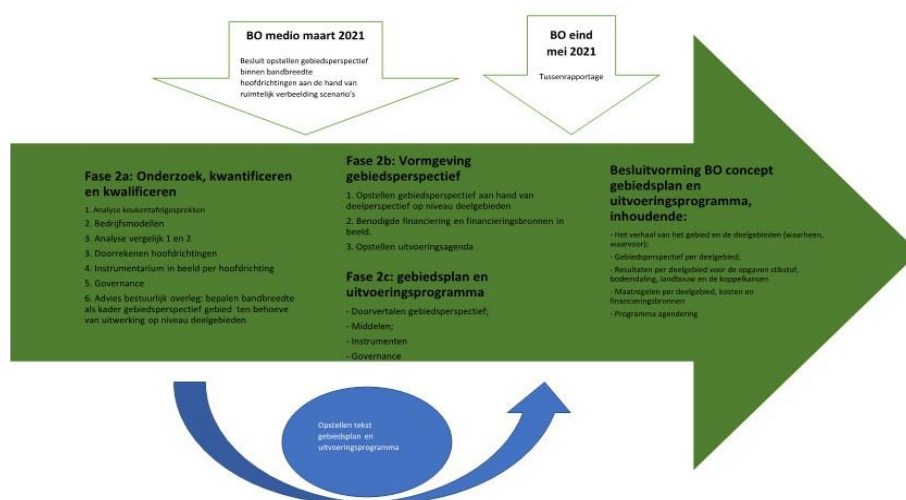 BO medio maart 2021
Besluit opstellen gebiedsperspectief
binnen bandbreedte
hoofdrichtingen aan de hand van
ruimtelijk verbeelding scenario's
BO eind
mei 2021
Tussenrapportage
Fase 2a: Onderzoek, kwantificeren
en kwalificeren
1. Analyse keukentafelgesprekken
2. Bedrijfsmodellen
3. Analyse vergelijk 1 en 2
3. Doorrekenen hoofdrichtingen
4. Instrumentarium in beeld per hoofdrichting
5. Governance
6. Advies bestuurlijk overleg: bepalen bandbreedte
als kader gebiedsperspectief gebied ten behoeve
van uitwerking op niveau deelgebieden
Fase 2b: Vormgeving
gebiedsperspectief
1. Opstellen gebiedsperspectief aan hand van
deelperspectief op niveau deelgebieden
2. Benodigde financiering en financieringsbronnen in
beeld.
3. Opstellen uitvoeringsagenda
Fase 2c: gebiedsplan en
uitvoeringsprogramma
- Doorvertalen gebiedsperspectief;
- Middelen;
- Instrumenten
- Governance
Besluitvorming BO concept
gebiedsplan en
uitvoeringsprogramma,
inhoudende:
- Het verhaal van het gebied en de deelgebieden (waarheen,
waarvoor);
- Gebiedsperspectief per deelgebied;
- Resultaten per deelgebied voor de opgaven stikstof,
bodemdaling, landbouw en de koppelkansen
- Maatregelen per deelgebied, kosten en
financieringsbronnen
- Programma agendering
Opstellen tekst
gebiedsplan en
uitvoeringsprogramma